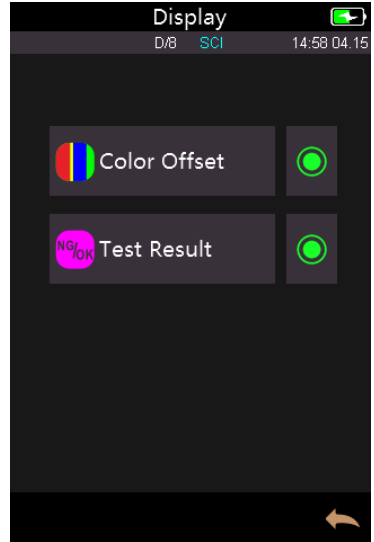 Display
D/8 SCI 14:58 04.15
Color Offset
NG/OK Test Result